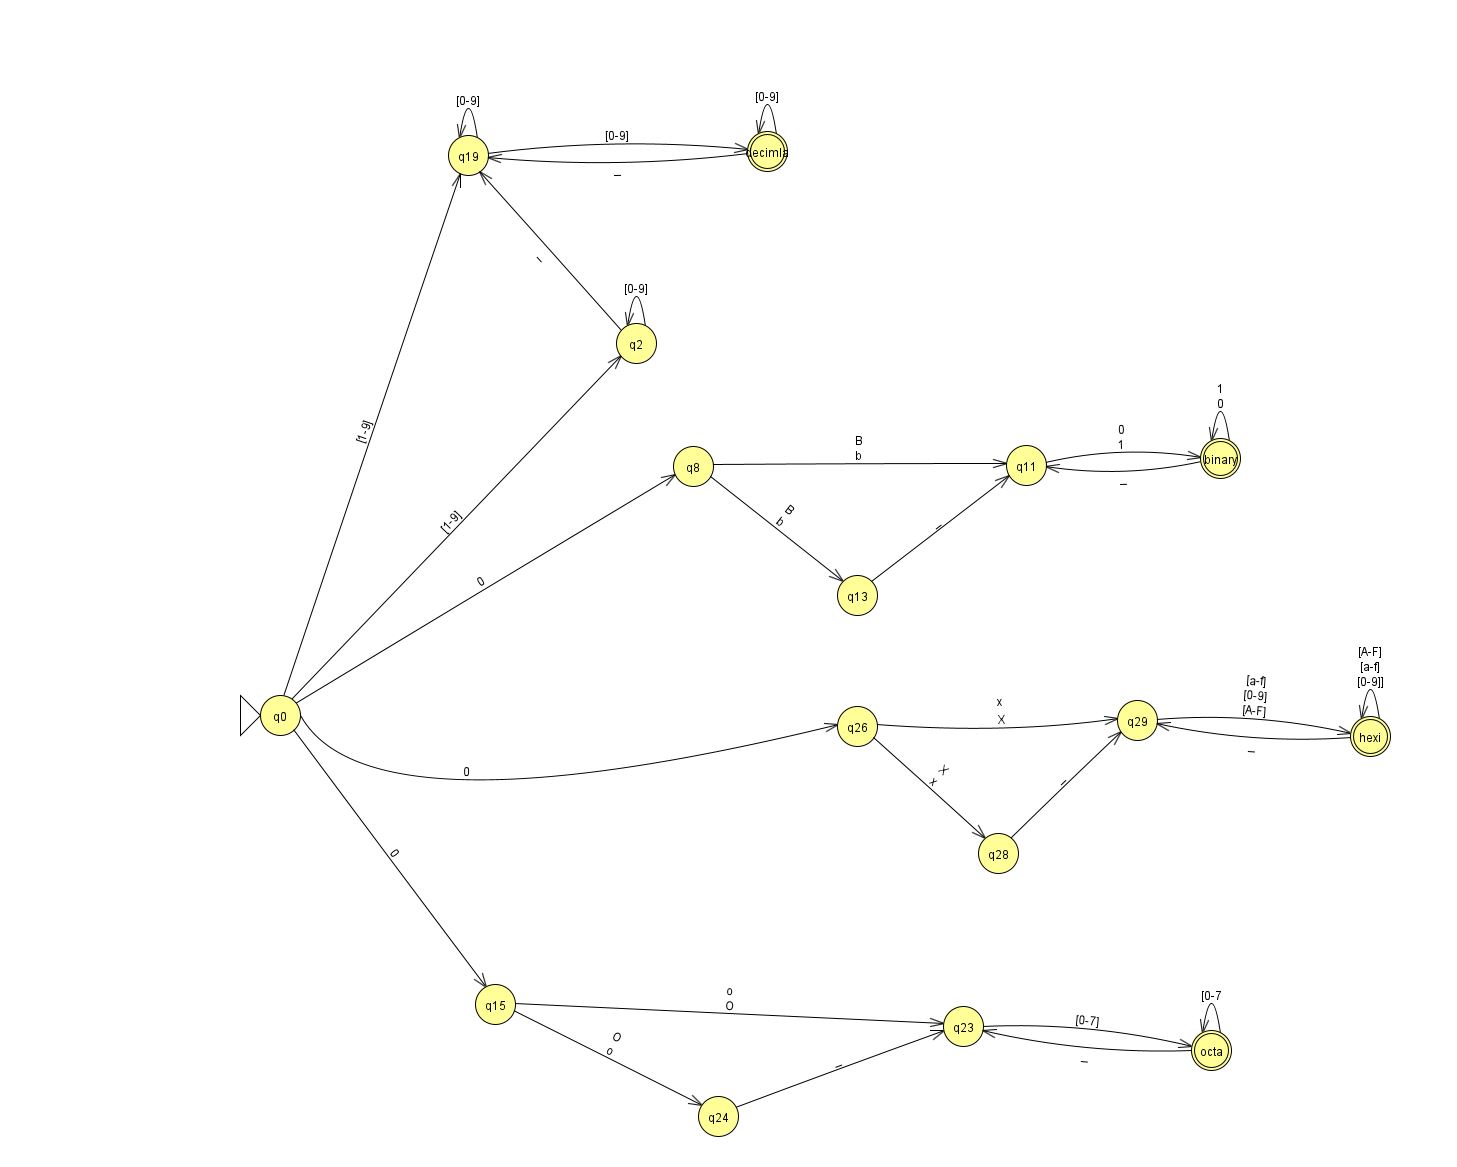 [0-9]
[0-9]
[0-9]
q19
decimla
_
_
[0-9]
q2
1
0
[1-9]
B
b
0
1
q8
q11
binary
_
[1-9]
B
b
_
0
q13
[A-F]
[a-f]
[0-9]]
[a-f]
[0-9]
[A-F]
x
X
q0
q26
q29
hexi
_
0
X
x
_
0
q28
o
O
[0-7
q15
[0-7]
q23
octa
O
o
_
_
q24